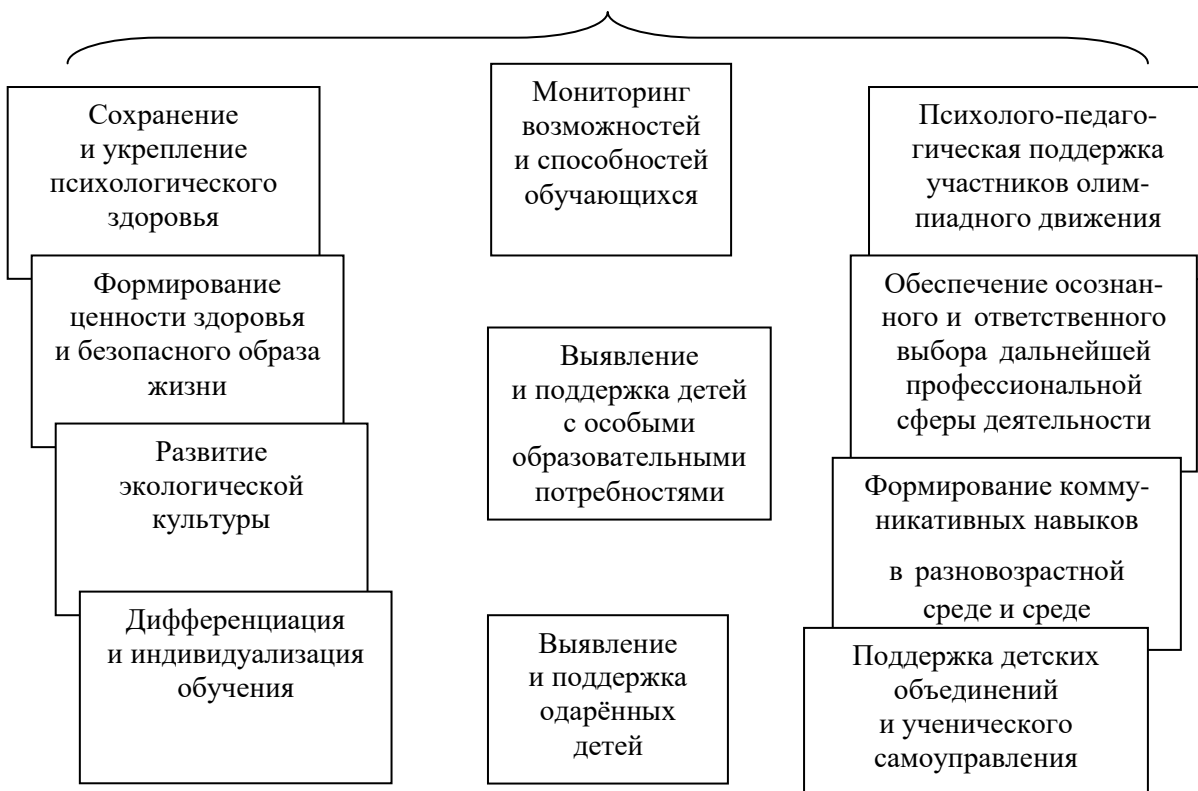 Сохранение
и укрепление
психологического
здоровья
Формирование
ценности здоровья
и безопасного образа
жизни
Развитие
экологической
культуры
Дифференциация
и индивидуализация
обучения
Мониторинг
возможностей
и способностей
обучающихся
Выявление
и поддержка детей
с особыми
образовательными
потребностями
Выявление
и поддержка
одарённых
детей
Психолого-педаго-
гическая поддержка
участников олим-
пиадного движения
Обеспечение осознан-
ного и ответственного
выбора дальнейшей
профессиональной
сферы деятельности
Формирование комму-
никативных навыков
в разновозрастной
среде и среде
Поддержка детских
объединений
и ученического
самоуправления